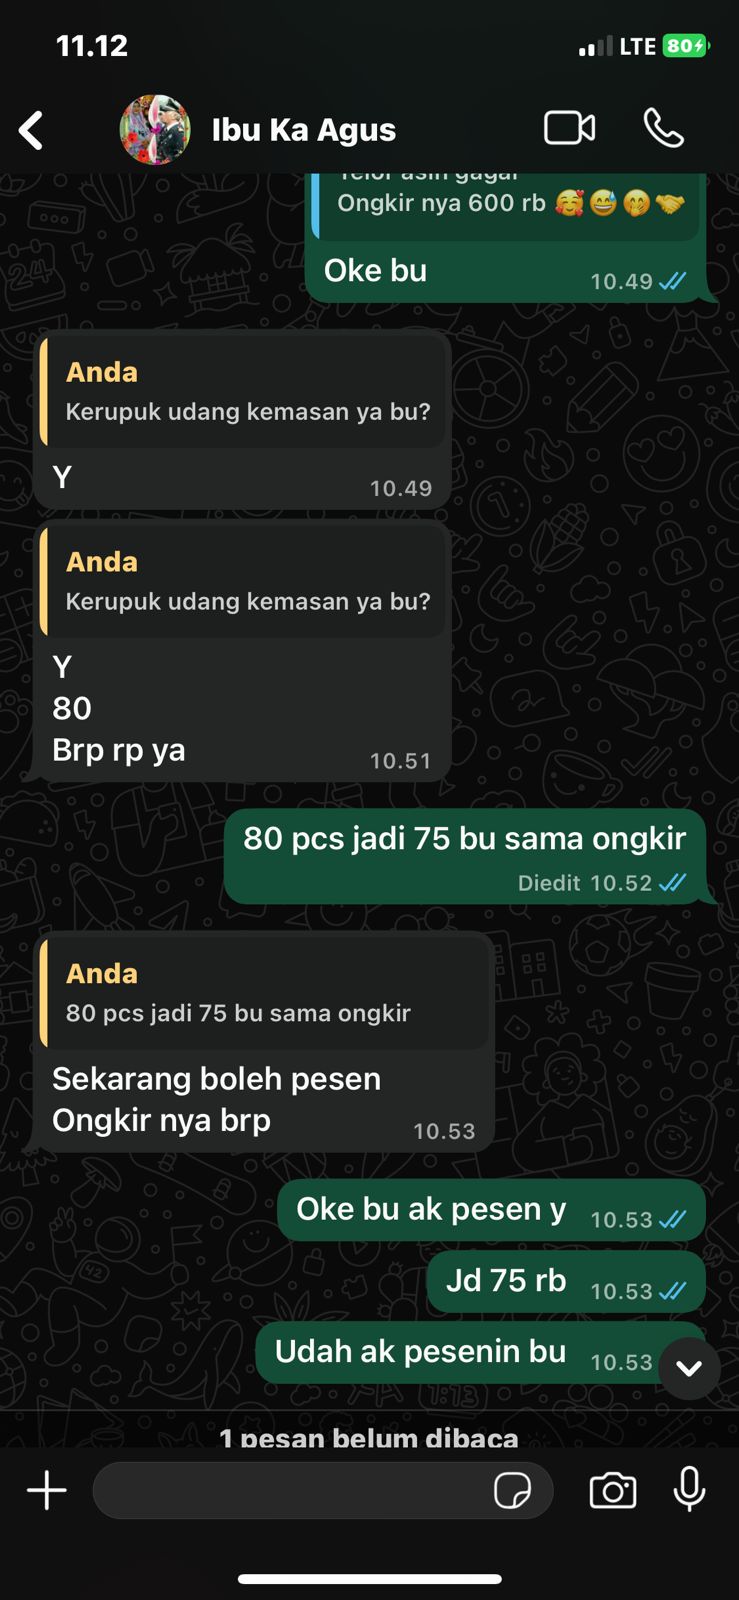 11.12
LTE 80
Ibu Ka Agus
Telor asin gagal
Ongkir nya 600 rb 🥰😅🤭🤝
Oke bu
10.49
Anda
Kerupuk udang kemasan ya bu?
Y
10.49
Anda
Kerupuk udang kemasan ya bu?
Y
80
Brp rp ya
10.51
80 pcs jadi 75 bu sama ongkir
Diedit 10.52
Anda
80 pcs jadi 75 bu sama ongkir
Sekarang boleh pesen
Ongkir nya brp
10.53
Oke bu ak pesen y
10.53
Jd 75 rb
10.53
Udah ak pesenin bu
10.53
1 pesan belum dibaca